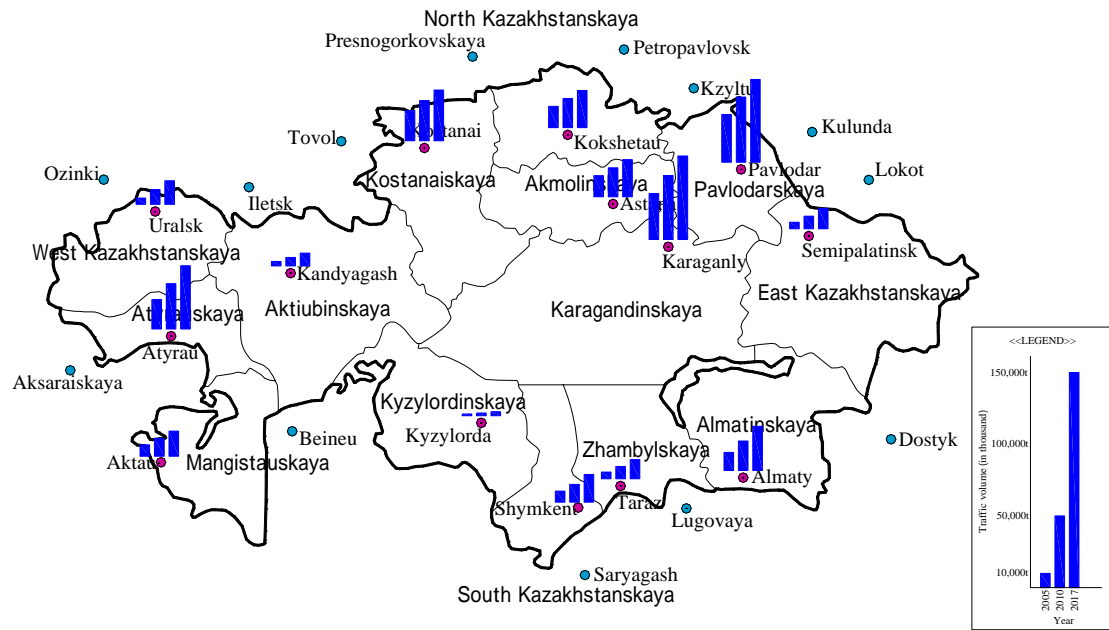 North Kazakhstanskaya
Presnogorkovskaya
Petropavlovsk
Kzyltu
Kulunda
Tovol
Kostanai
Kokshetau
Pavlodar
Lokot
Ozinki
Iletsk
Kostanaiskaya
Akmolinskaya
Pavlodarskaya
Astana
Uralsk
Semipalatinsk
West Kazakhstanskaya
Karaganly
Kandyagash
East Kazakhstanskaya
Atyrauskaya
Aktiubinskaya
Karagandinskaya
Atyrau
Aksaraiskaya
Kyzylordinskaya
Kyzylorda
Almatinskaya
Beineu
Dostyk
Zhambylskaya
Aktau
Mangistauskaya
Almaty
Shymkent
Taraz
Lugovaya
Saryagash
South Kazakhstanskaya
<<LEGEND>>
150,000t
100,000t
50,000t
10,000t
Traffic volume (in thousand)
2005
2010
2017
Year